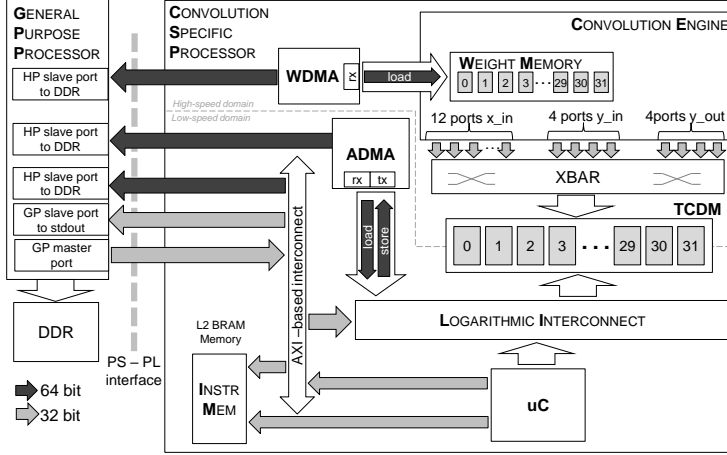 GENERAL
PURPOSE
PROCESSOR
HP slave port
to DDR
HP slave port
to DDR
HP slave port
to DDR
GP slave port
to stdout
GP master
port
DDR
PS – PL
interface
64 bit
32 bit
CONVOLUTION
SPECIFIC
PROCESSOR
WDMA
rx
load
High-speed domain
Low-speed domain
CONVOLUTION ENGINE
WEIGHT MEMORY
0 1 2 3 ... 29 30 31
12 ports x_in
4 ports y_in
4ports y_out
...
XBAR
TCDM
0 1 2 3 ... 29 30 31
ADMA
rx tx
load
store
AXI –based interconnect
LOGARITHMIC INTERCONNECT
L2 BRAM
Memory
INSTR
MEM
uC